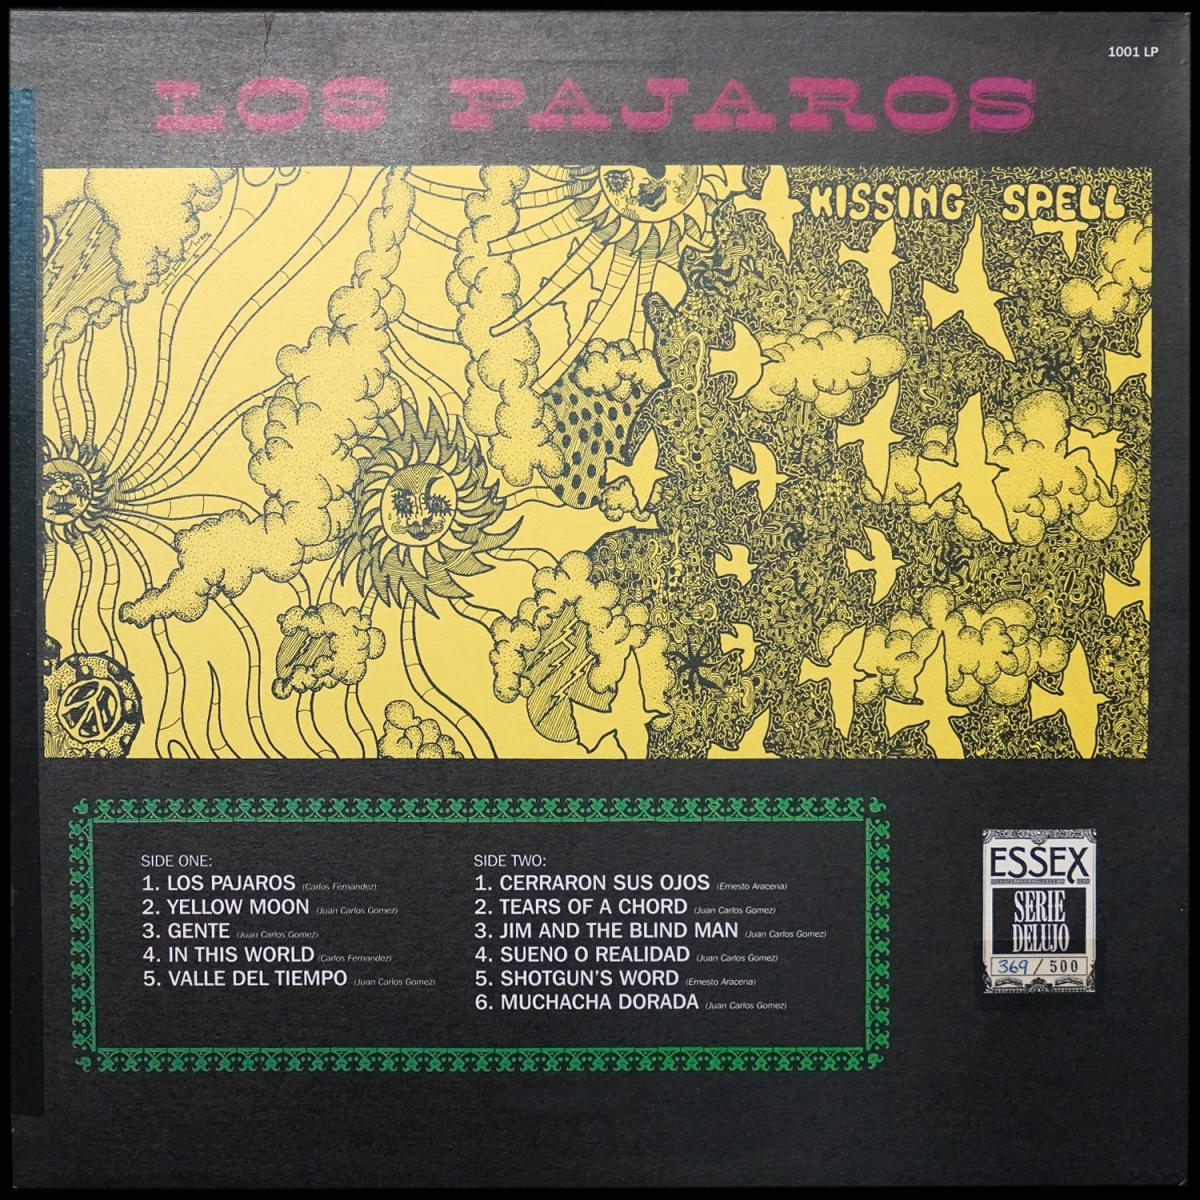 1001 LP
LOS PAJAROS
KISSING SPELL
SIDE ONE:
1. LOS PAJAROS (Carlos Fernandez)
2. YELLOW MOON (Juan Carlos Gomez)
3. GENTE (Juan Carlos Gomez)
4. IN THIS WORLD (Carlos Fernandez)
5. VALLE DEL TIEMPO (Juan Carlos Gomez)
SIDE TWO:
1. CERRARON SUS OJOS (Ernesto Aracena)
2. TEARS OF A CHORD (Juan Carlos Gomez)
3. JIM AND THE BLIND MAN (Juan Carlos Gomez)
4. SUENO O REALIDAD (Juan Carlos Gomez)
5. SHOTGUN'S WORD (Ernesto Aracena)
6. MUCHACHA DORADA (Juan Carlos Gomez)
ESSEX
SERIE
DELUJO
369 / 500